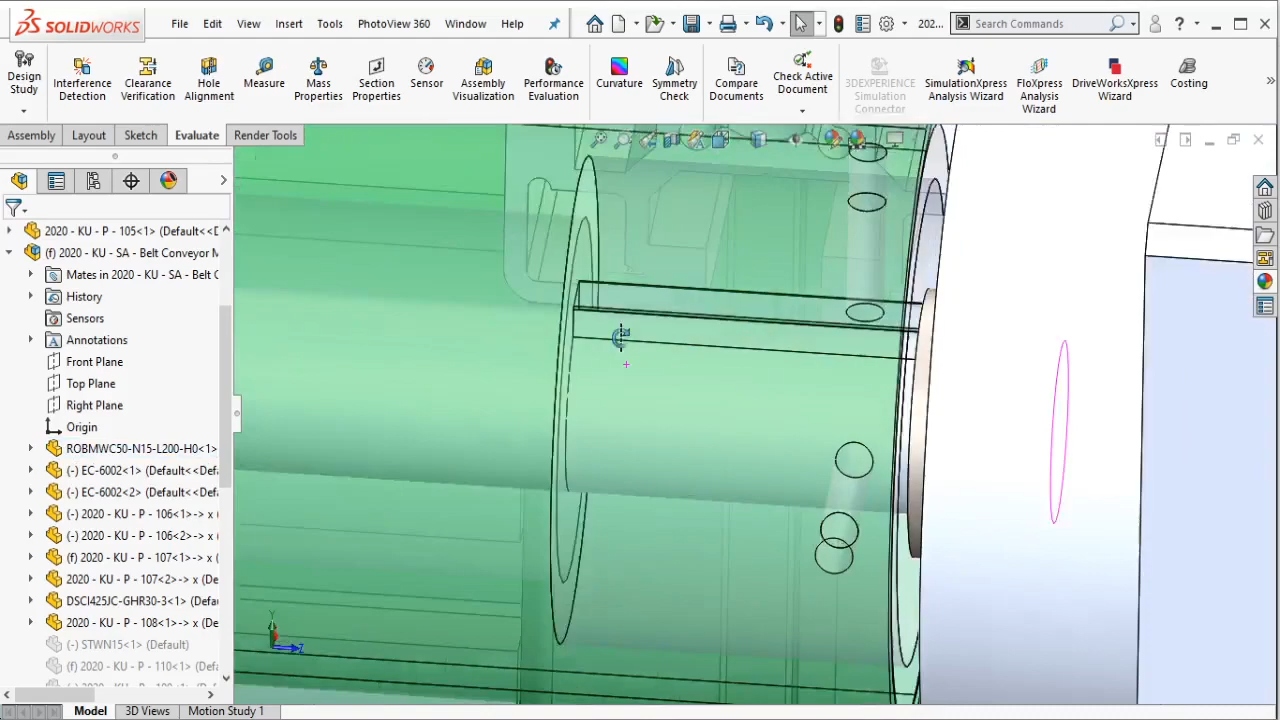 SOLIDWORKS
File Edit View Insert Tools PhotoView 360 Window Help
202...
Search Commands
Design Study
Interference Detection
Clearance Verification
Hole Alignment
Measure
Mass Properties
Section Properties
Sensor
Assembly Visualization
Performance Evaluation
Curvature
Symmetry Check
Compare Documents
Check Active Document
3DEXPERIENCE Simulation Connector
SimulationXpress Analysis Wizard
FloXpress Analysis Wizard
DriveWorksXpress Wizard
Costing
Assembly Layout Sketch Evaluate Render Tools
2020 - KU - P - 105<1> (Default<<D
(f) 2020 - KU - SA - Belt Conveyor M
Mates in 2020 - KU - SA - Belt C
History
Sensors
Annotations
Front Plane
Top Plane
Right Plane
Origin
ROBMWC50-N15-L200-H0<1>
(-) EC-6002<1> (Default<<Def
(-) EC-6002<2> (Default<<Def
(-) 2020 - KU - P - 106<1>-> x (
(-) 2020 - KU - P - 106<2>-> x (
(f) 2020 - KU - P - 107<1>-> x (
2020 - KU - P - 107<2>-> x (De
DSCI425JC-GHR30-3<1> (Defau
2020 - KU - P - 108<1>-> x (De
(-) STWN15<1> (Default)
(f) 2020 - KU - P - 110<1> (Defa
Y
Z
Model 3D Views Motion Study 1